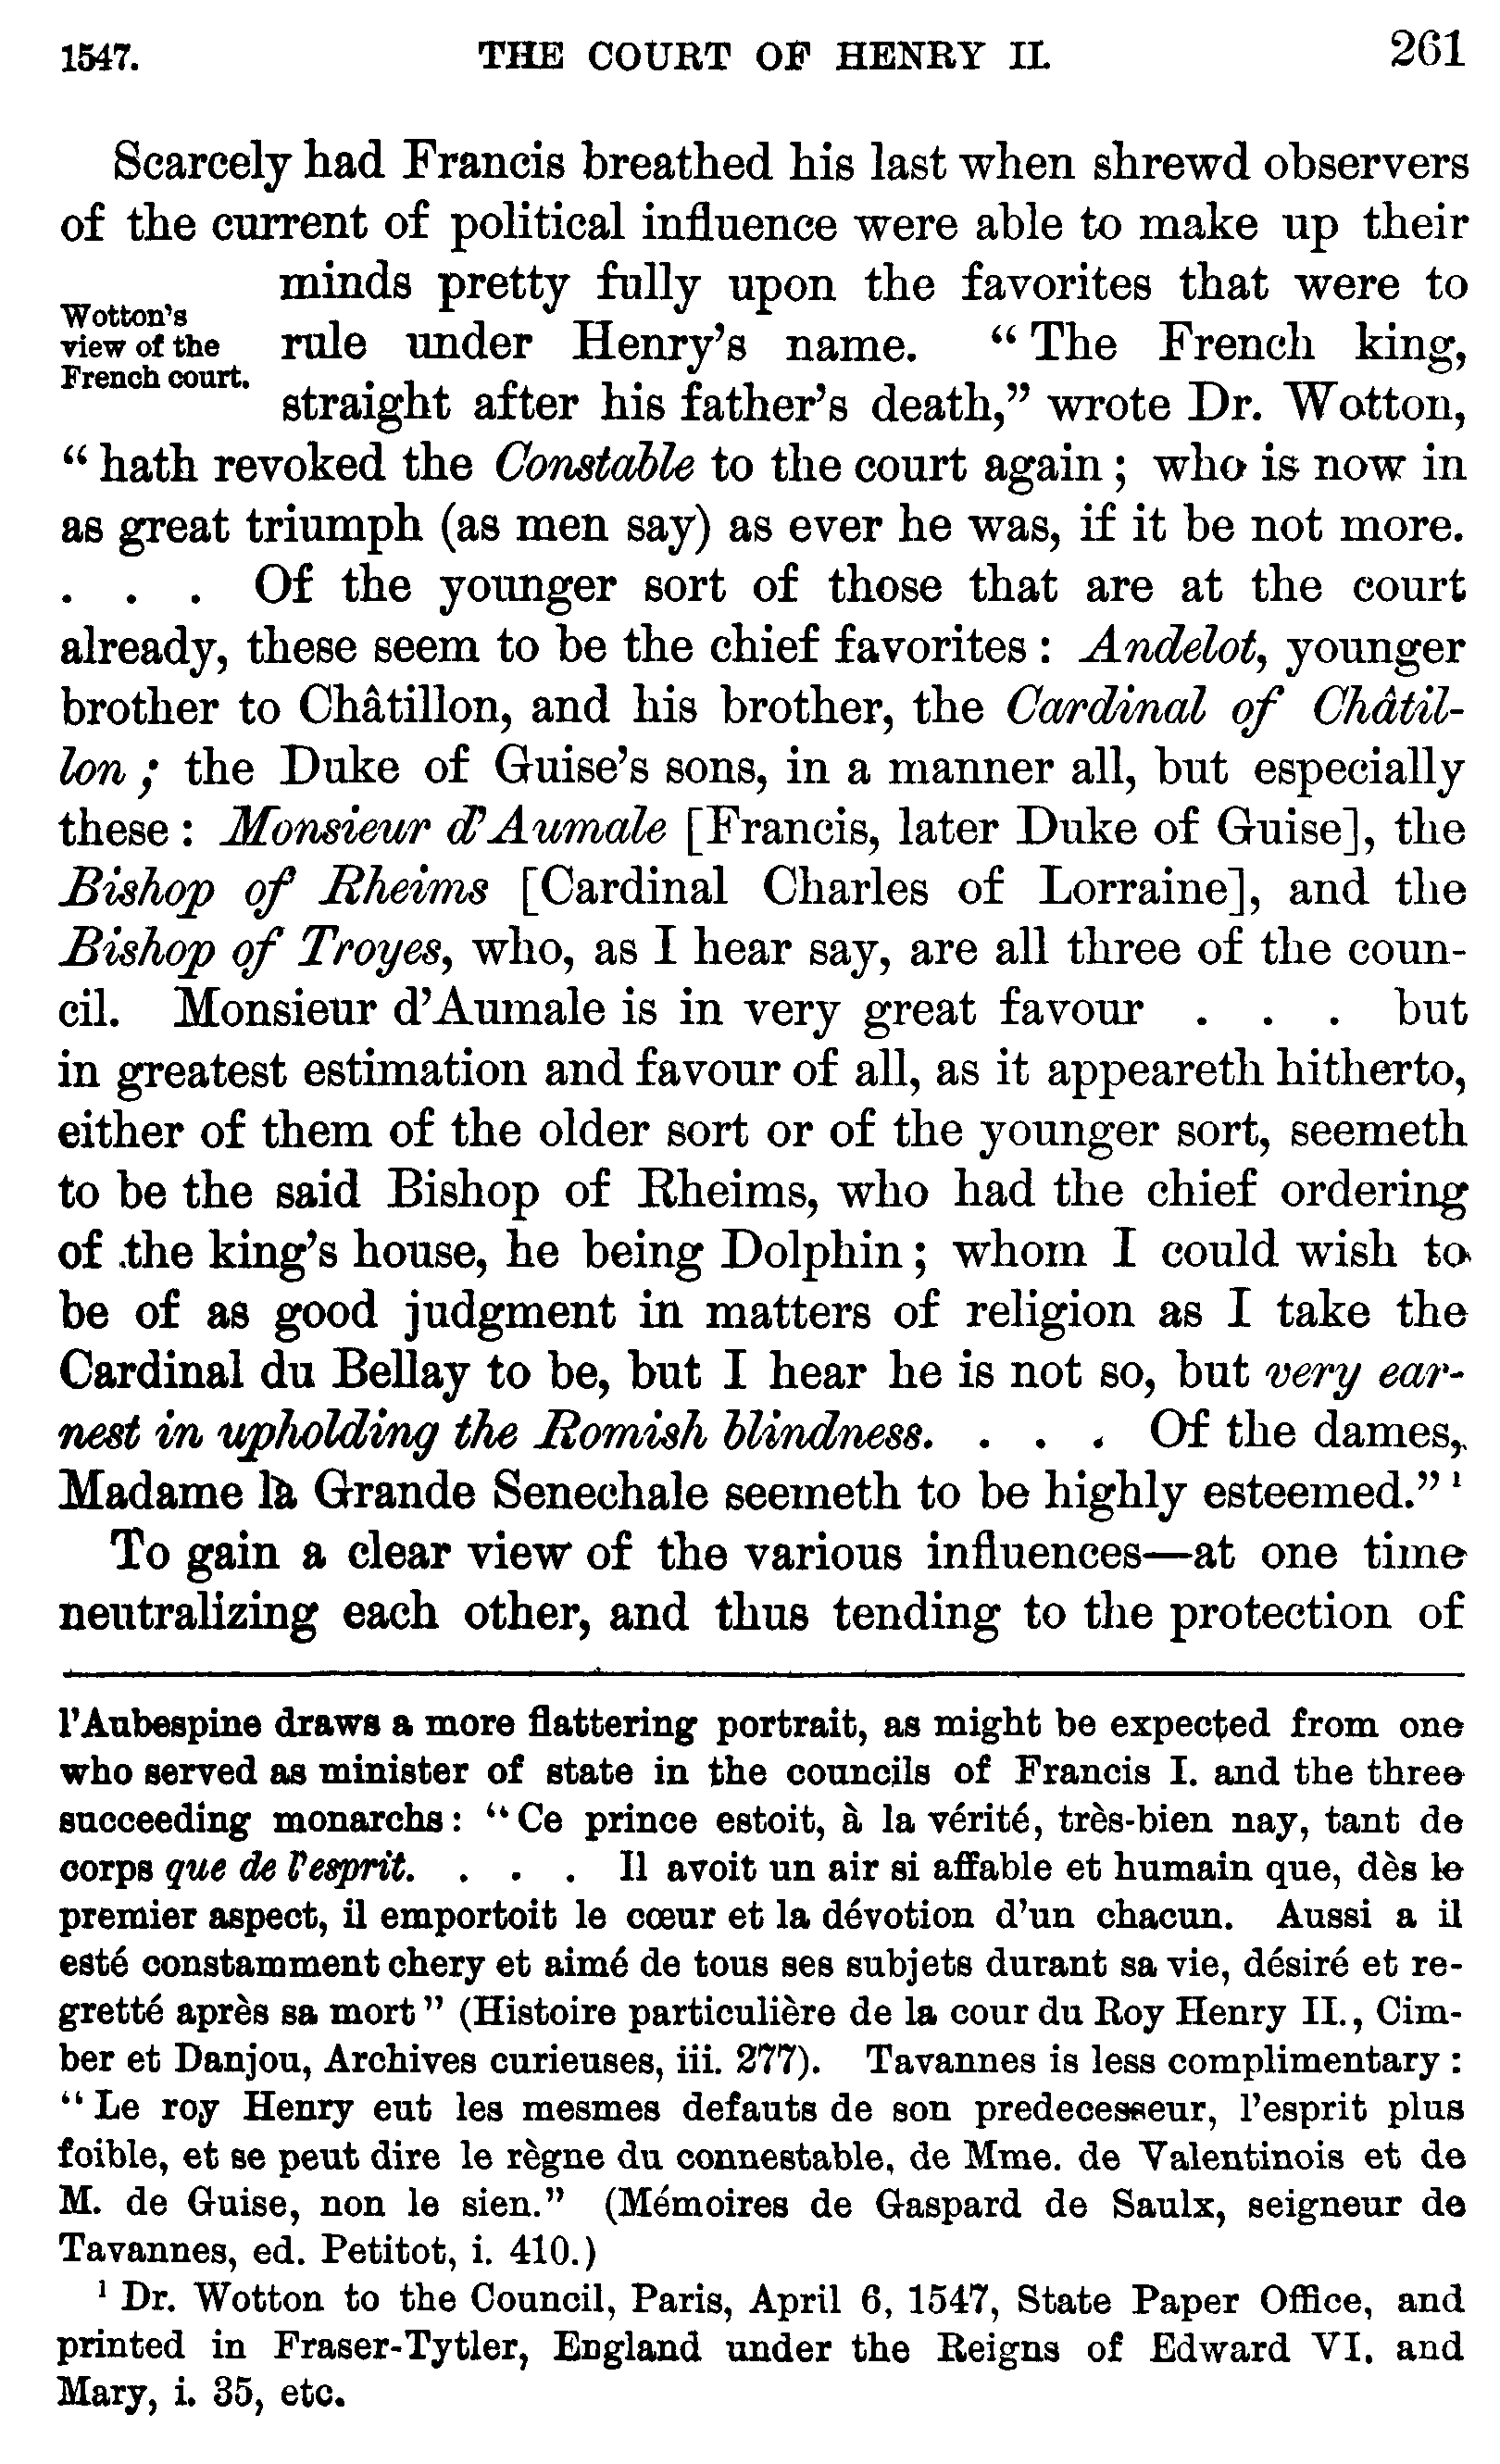 1547. THE COURT OF HENRY II. 261
Scarcely had Francis breathed his last when shrewd observers
of the current of political influence were able to make up their
minds pretty fully upon the favorites that were to
Wotton's
view of the
French court.
rule under Henry's name. "The French king,
straight after his father's death," wrote Dr. Wotton,
"hath revoked the Constable to the court again; who is now in
as great triumph (as men say) as ever he was, if it be not more.
. . . Of the younger sort of those that are at the court
already, these seem to be the chief favorites: Andelot, younger
brother to Châtillon, and his brother, the Cardinal of Châtil-
lon; the Duke of Guise's sons, in a manner all, but especially
these: Monsieur d'Aumale [Francis, later Duke of Guise], the
Bishop of Rheims [Cardinal Charles of Lorraine], and the
Bishop of Troyes, who, as I hear say, are all three of the coun-
cil. Monsieur d'Aumale is in very great favour . . . but
in greatest estimation and favour of all, as it appeareth hitherto,
either of them of the older sort or of the younger sort, seemeth
to be the said Bishop of Rheims, who had the chief ordering
of the king's house, he being Dolphin; whom I could wish to
be of as good judgment in matters of religion as I take the
Cardinal du Bellay to be, but I hear he is not so, but very ear-
nest in upholding the Romish blindness. . . . Of the dames,
Madame la Grande Senechale seemeth to be highly esteemed." ¹
To gain a clear view of the various influences—at one time
neutralizing each other, and thus tending to the protection of
l'Aubespine draws a more flattering portrait, as might be expected from one
who served as minister of state in the councils of Francis I. and the three
succeeding monarchs: "Ce prince estoit, à la vérité, très-bien nay, tant de
corps que de l'esprit. . . . Il avoit un air si affable et humain que, dès le
premier aspect, il emportoit le cœur et la dévotion d'un chacun. Aussi a il
esté constamment chery et aimé de tous ses subjets durant sa vie, désiré et re-
gretté après sa mort" (Histoire particulière de la cour du Roy Henry II., Cim-
ber et Danjou, Archives curieuses, iii. 277). Tavannes is less complimentary:
"Le roy Henry eut les mesmes defauts de son predecesseur, l'esprit plus
foible, et se peut dire le règne du connestable, de Mme. de Valentinois et de
M. de Guise, non le sien." (Mémoires de Gaspard de Saulx, seigneur de
Tavannes, ed. Petitot, i. 410.)
¹ Dr. Wotton to the Council, Paris, April 6, 1547, State Paper Office, and
printed in Fraser-Tytler, England under the Reigns of Edward VI. and
Mary, i. 35, etc.